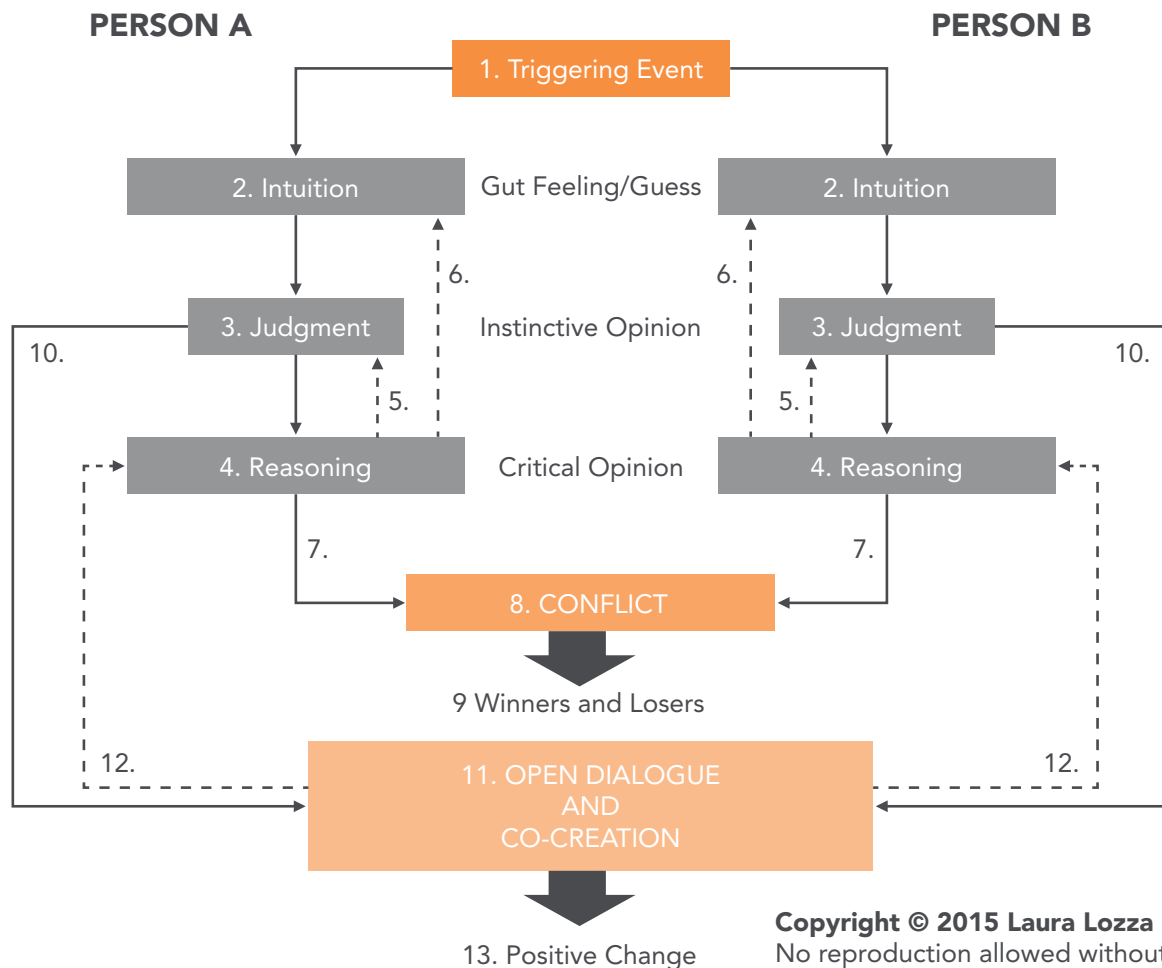 PERSON A
PERSON B
1. Triggering Event
2. Intuition
Gut Feeling/Guess
2. Intuition
6.
6.
3. Judgment
Instinctive Opinion
3. Judgment
10.
10.
5.
5.
4. Reasoning
Critical Opinion
4. Reasoning
7.
7.
8. CONFLICT
9 Winners and Losers
12.
12.
11. OPEN DIALOGUE
AND
CO-CREATION
13. Positive Change
Copyright © 2015 Laura Lozza
No reproduction allowed without